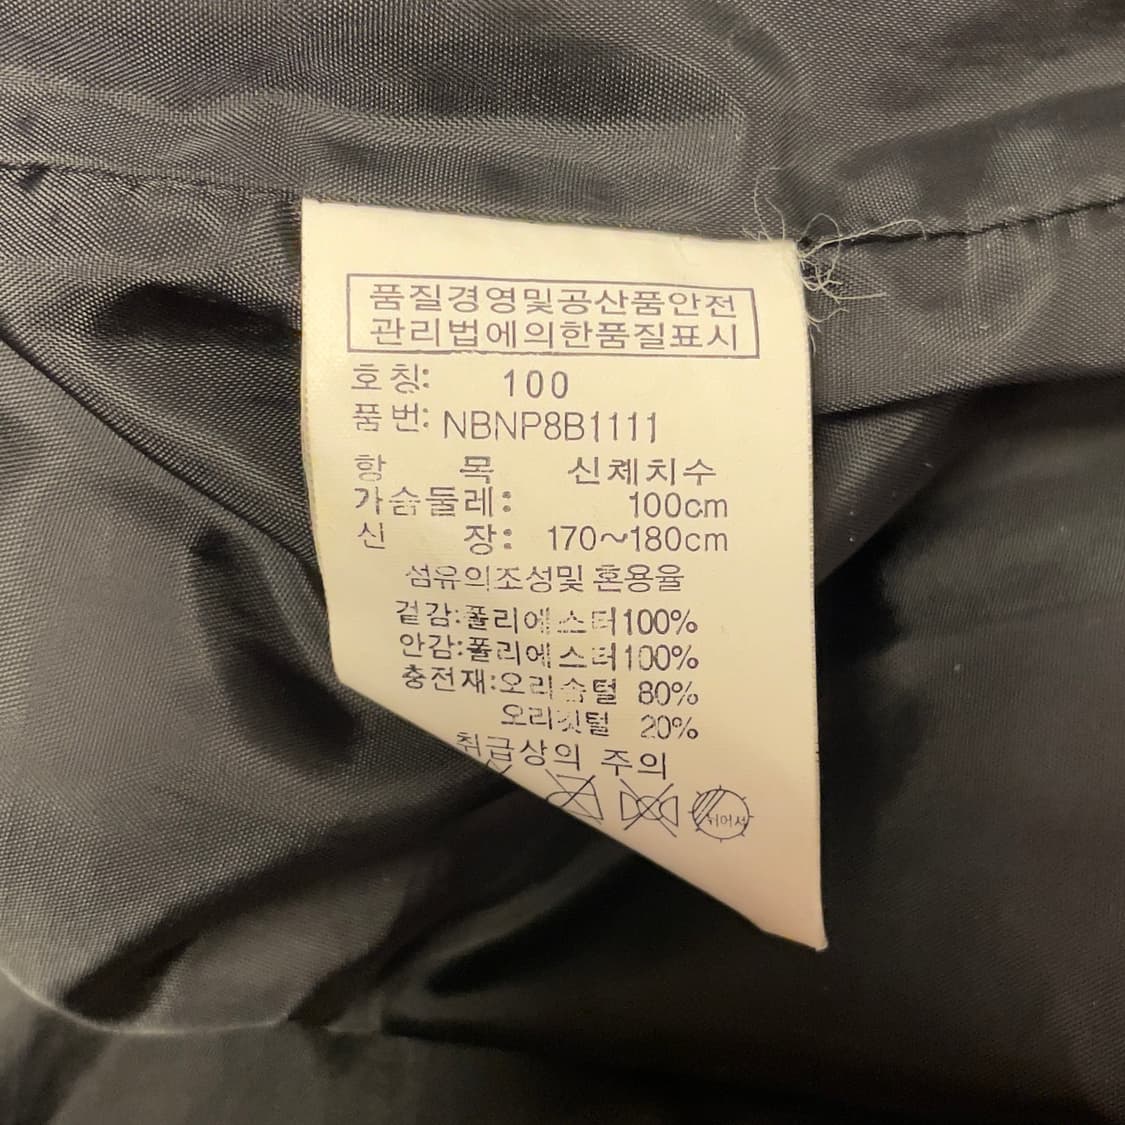 품질경영및공산품안전
관리법에의한품질표시
호칭: 100
품번: NBNP8B1111
항 목 신체치수
가슴둘레: 100cm
신 장: 170~180cm
섬유의조성및 혼용율
겉감:폴리에스터100%
안감:폴리에스터100%
충전재:오리솜털 80%
오리깃털 20%
취급상의 주의
뉘어서